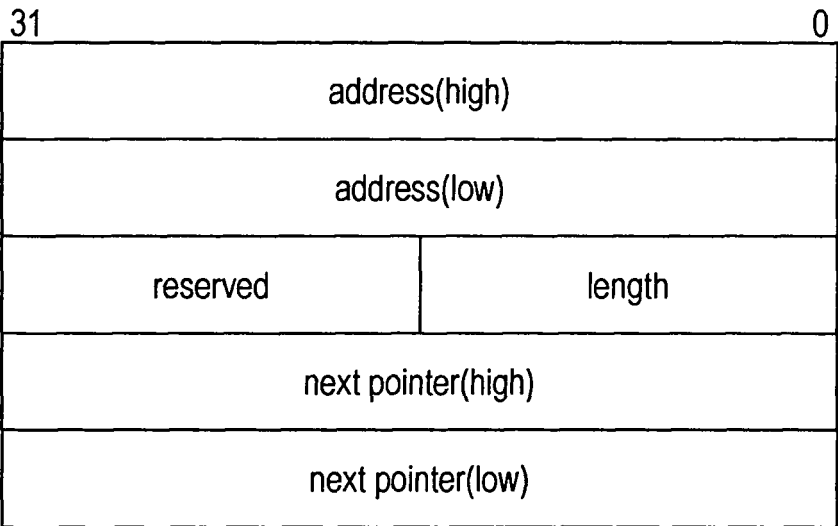 31 0
address(high)
address(low)
reserved length
next pointer(high)
next pointer(low)